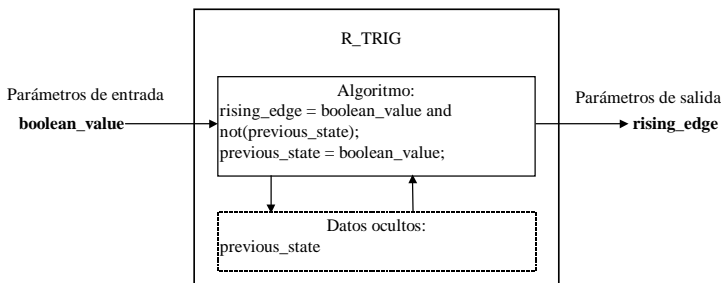 R_TRIG
Parámetros de entrada
boolean_value
Algoritmo:
rising_edge = boolean_value and
not(previous_state);
previous_state = boolean_value;
Parámetros de salida
rising_edge
Datos ocultos:
previous_state